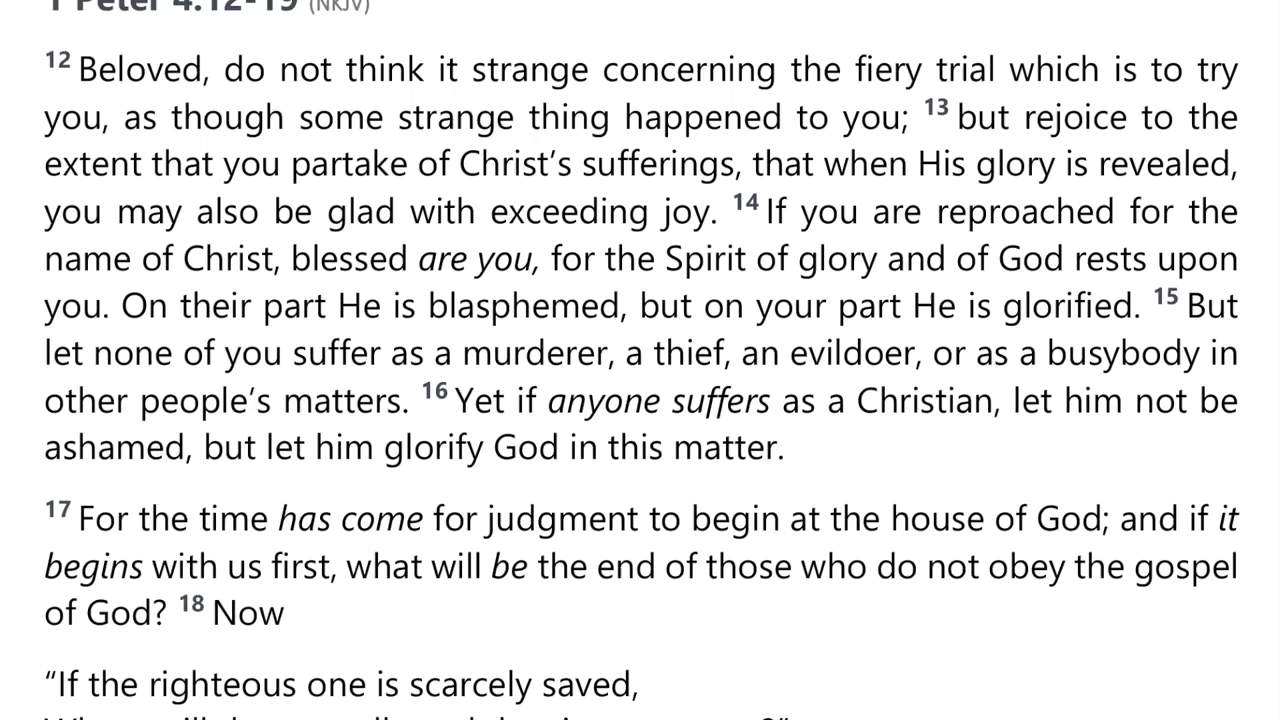 1 Peter 4:12-19 (NKJV)
12 Beloved, do not think it strange concerning the fiery trial which is to try
you, as though some strange thing happened to you; 13 but rejoice to the
extent that you partake of Christ’s sufferings, that when His glory is revealed,
you may also be glad with exceeding joy. 14 If you are reproached for the
name of Christ, blessed are you, for the Spirit of glory and of God rests upon
you. On their part He is blasphemed, but on your part He is glorified. 15 But
let none of you suffer as a murderer, a thief, an evildoer, or as a busybody in
other people’s matters. 16 Yet if anyone suffers as a Christian, let him not be
ashamed, but let him glorify God in this matter.
17 For the time has come for judgment to begin at the house of God; and if it
begins with us first, what will be the end of those who do not obey the gospel
of God? 18 Now
“If the righteous one is scarcely saved,